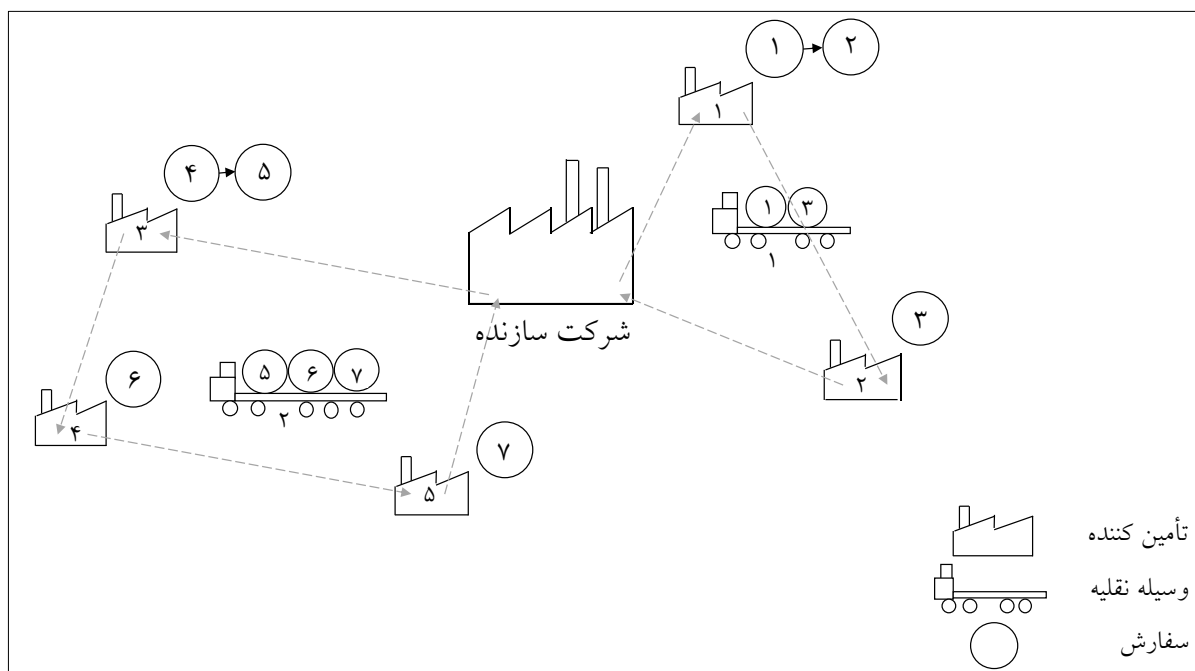 ۱ ۲
۱
۴ ۵
۳
۱ ۳
۱
۳
۲
شرکت سازنده
۶
۴
۵ ۶ ۷
۲
۷
۵
تأمین کننده
وسیله نقلیه
سفارش